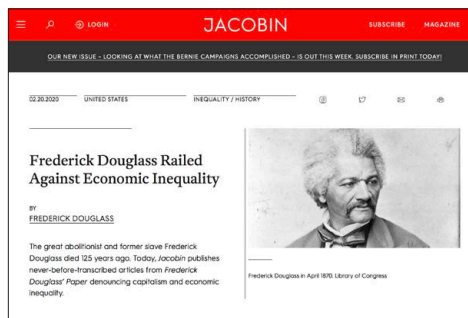 LOGIN
JACOBIN
SUBSCRIBE
MAGAZINE
OUR NEW ISSUE – LOOKING AT WHAT THE BERNIE CAMPAIGNS ACCOMPLISHED – IS OUT THIS WEEK. SUBSCRIBE IN PRINT TODAY!
02.20.2020
UNITED STATES
INEQUALITY / HISTORY
Frederick Douglass Railed
Against Economic Inequality
BY
FREDERICK DOUGLASS
The great abolitionist and former slave Frederick
Douglass died 125 years ago. Today, Jacobin publishes
never-before-transcribed articles from Frederick
Douglass' Paper denouncing capitalism and economic
inequality.
Frederick Douglass in April 1870. Library of Congress